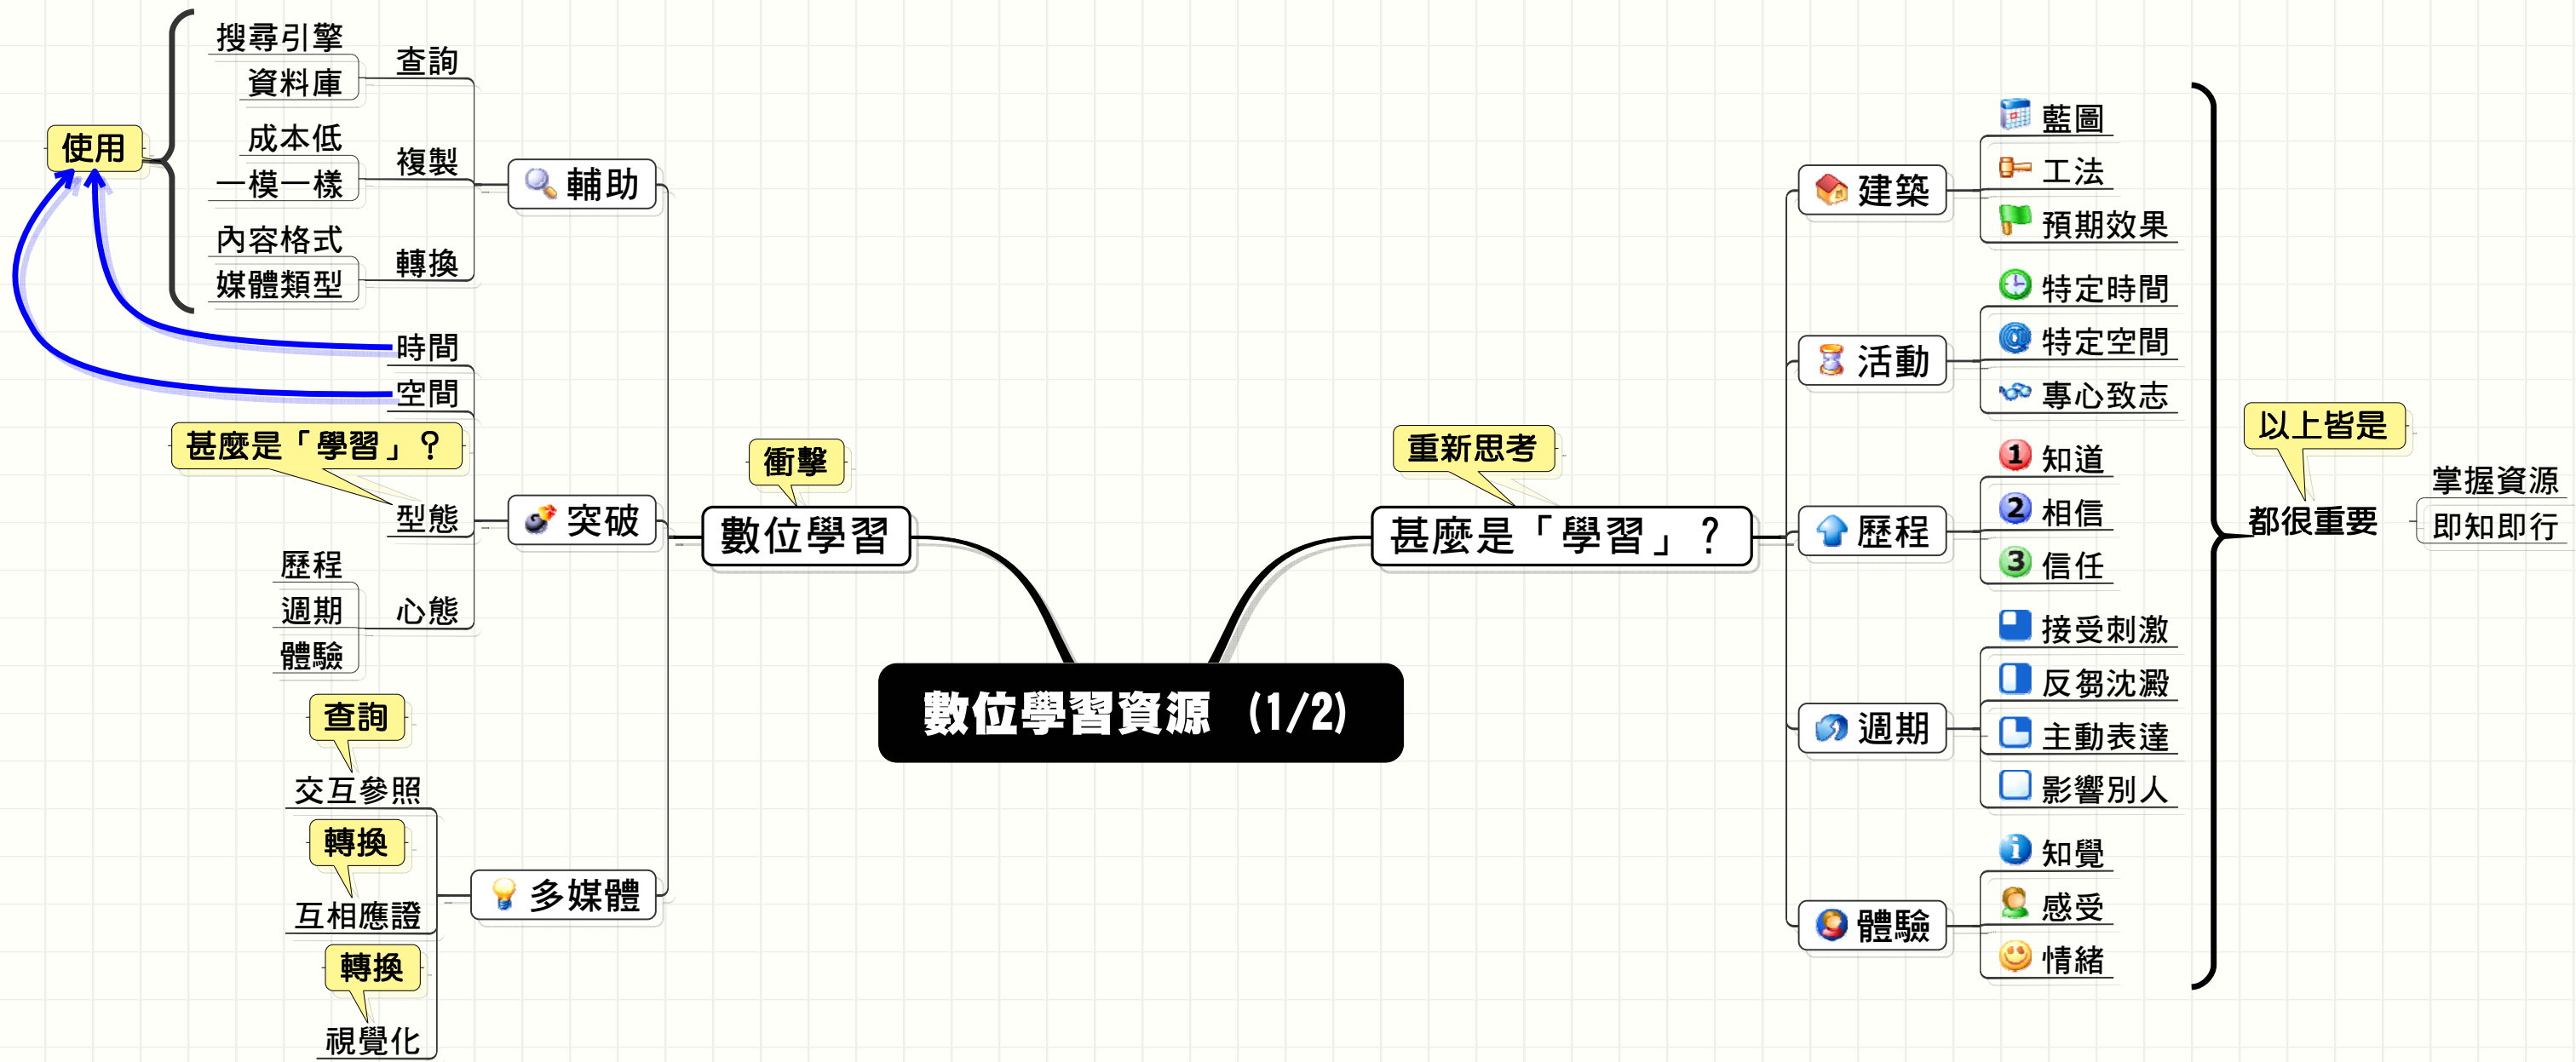 數位學習資源 (1/2)
衝擊
數位學習
輔助
查詢
搜尋引擎
資料庫
複製
成本低
一模一樣
轉換
內容格式
媒體類型
使用
突破
時間
空間
甚麼是「學習」？
型態
心態
歷程
週期
體驗
多媒體
查詢
交互參照
轉換
互相應證
轉換
視覺化
重新思考
甚麼是「學習」？
建築
藍圖
工法
預期效果
活動
特定時間
特定空間
專心致志
歷程
1 知道
2 相信
3 信任
週期
接受刺激
反芻沈澱
主動表達
影響別人
體驗
知覺
感受
情緒
以上皆是
都很重要
掌握資源
即知即行